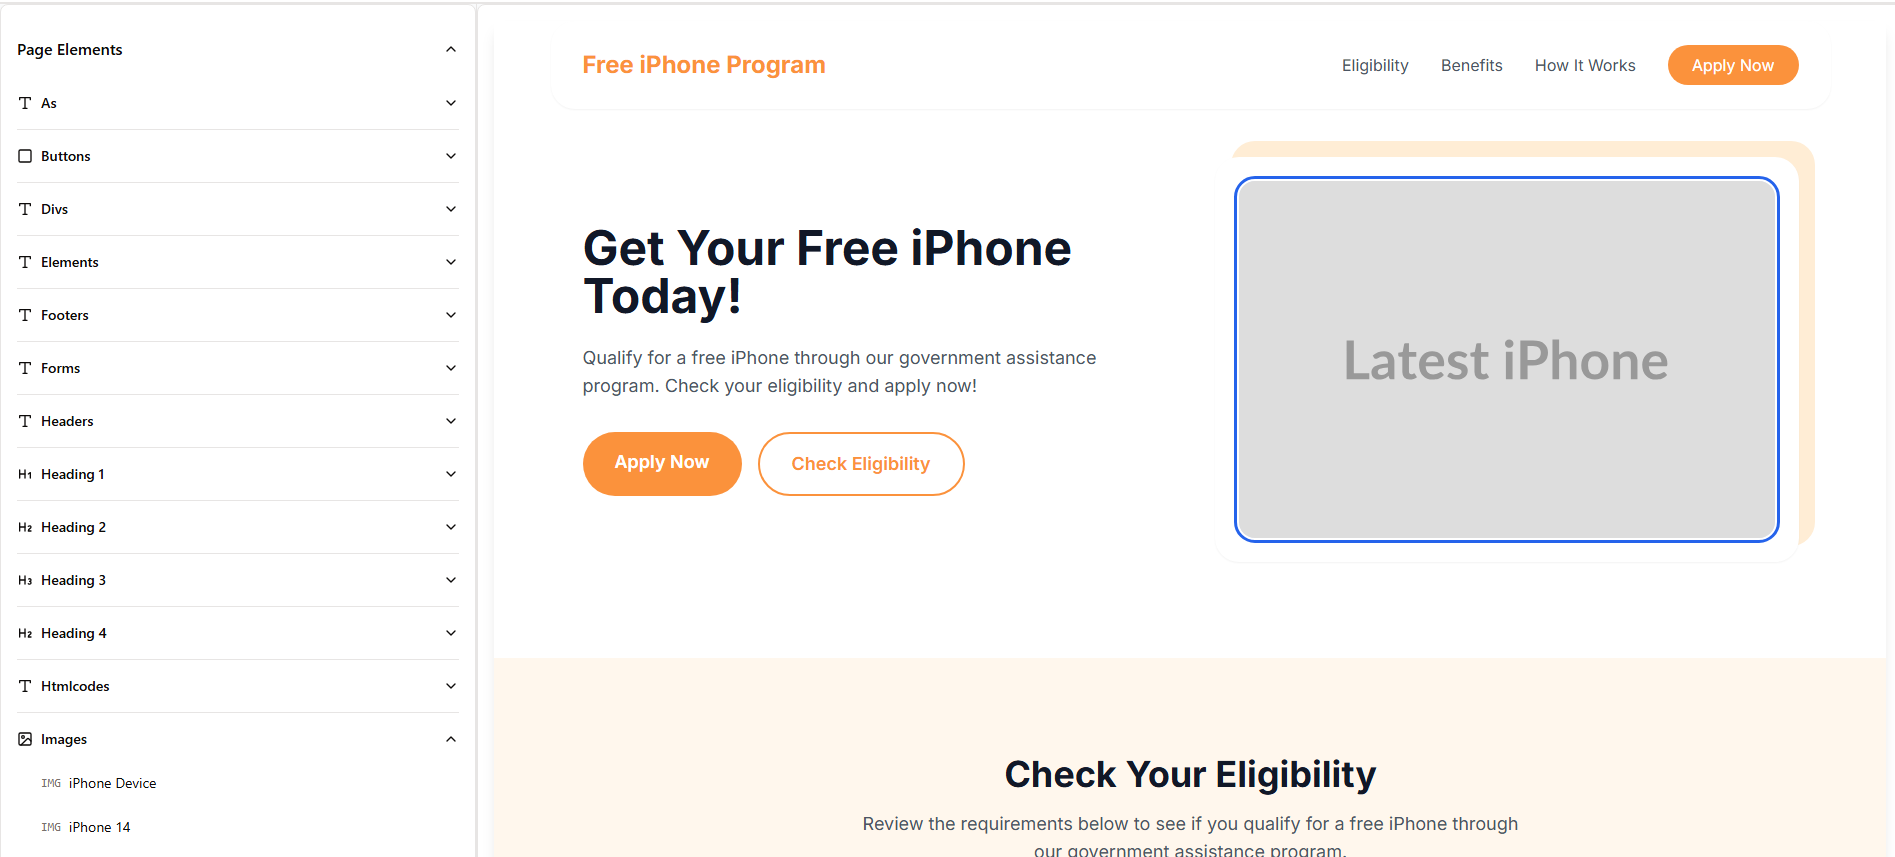 Page Elements
As
Buttons
Divs
Elements
Footers
Forms
Headers
H1 Heading 1
H2 Heading 2
H3 Heading 3
H2 Heading 4
Htmlcodes
Images
IMG iPhone Device
IMG iPhone 14
Free iPhone Program
Eligibility
Benefits
How It Works
Apply Now
Get Your Free iPhone
Today!
Qualify for a free iPhone through our government assistance
program. Check your eligibility and apply now!
Apply Now
Check Eligibility
Latest iPhone
Check Your Eligibility
Review the requirements below to see if you qualify for a free iPhone through
our government assistance program.